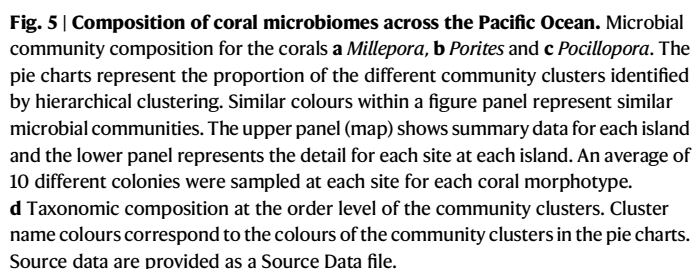 Fig. 5 | Composition of coral microbiomes across the Pacific Ocean. Microbial
community composition for the corals a Millepora, b Porites and c Pocillopora. The
pie charts represent the proportion of the different community clusters identified
by hierarchical clustering. Similar colours within a figure panel represent similar
microbial communities. The upper panel (map) shows summary data for each island
and the lower panel represents the detail for each site at each island. An average of
10 different colonies were sampled at each site for each coral morphotype.
d Taxonomic composition at the order level of the community clusters. Cluster
name colours correspond to the colours of the community clusters in the pie charts.
Source data are provided as a Source Data file.